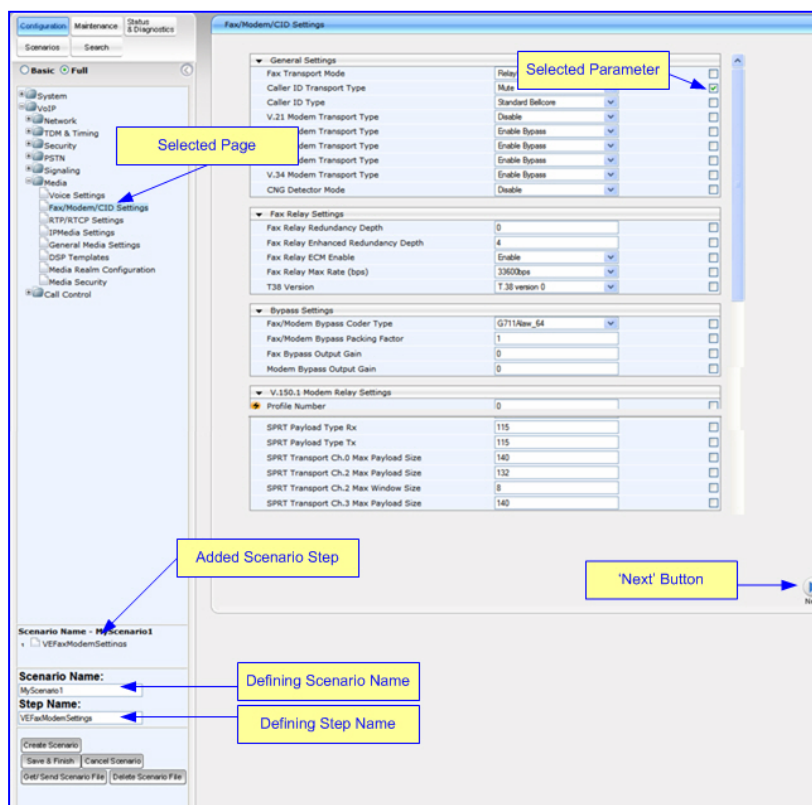 Configuration Maintenance Status & Diagnostics
Scenarios Search
Basic Full
System
VoIP
Network
TDM & Timing
Security
PSTN
Signaling
Media
Voice Settings
Fax/Modem/CID Settings
RTP/RTCP Settings
IPMedia Settings
General Media Settings
DSP Templates
Media Realm Configuration
Media Security
Call Control
Selected Page
Added Scenario Step
Scenario Name - MyScenario1
VEFaxModemSettings
Scenario Name:
MyScenario1
Step Name:
VEFaxModemSettings
Defining Scenario Name
Defining Step Name
Create Scenario
Save & Finish Cancel Scenario
Get/Send Scenario File Delete Scenario File
Fax/Modem/CID Settings
General Settings
Fax Transport Mode Relay
Selected Parameter
Caller ID Transport Type Mute
Caller ID Type Standard Bellcore
V.21 Modem Transport Type Disable
Modem Transport Type Enable Bypass
Modem Transport Type Enable Bypass
Modem Transport Type Enable Bypass
V.34 Modem Transport Type Enable Bypass
CNG Detector Mode Disable
Fax Relay Settings
Fax Relay Redundancy Depth 0
Fax Relay Enhanced Redundancy Depth 4
Fax Relay ECM Enable Enable
Fax Relay Max Rate (bps) 33600bps
T38 Version T.38 version 0
Bypass Settings
Fax/Modem Bypass Coder Type G711Alaw_64
Fax/Modem Bypass Packing Factor 1
Fax Bypass Output Gain 0
Modem Bypass Output Gain 0
V.150.1 Modem Relay Settings
Profile Number 0
SPRT Payload Type Rx 115
SPRT Payload Type Tx 115
SPRT Transport Ch.0 Max Payload Size 140
SPRT Transport Ch.2 Max Payload Size 132
SPRT Transport Ch.2 Max Window Size 8
SPRT Transport Ch.3 Max Payload Size 140
'Next' Button